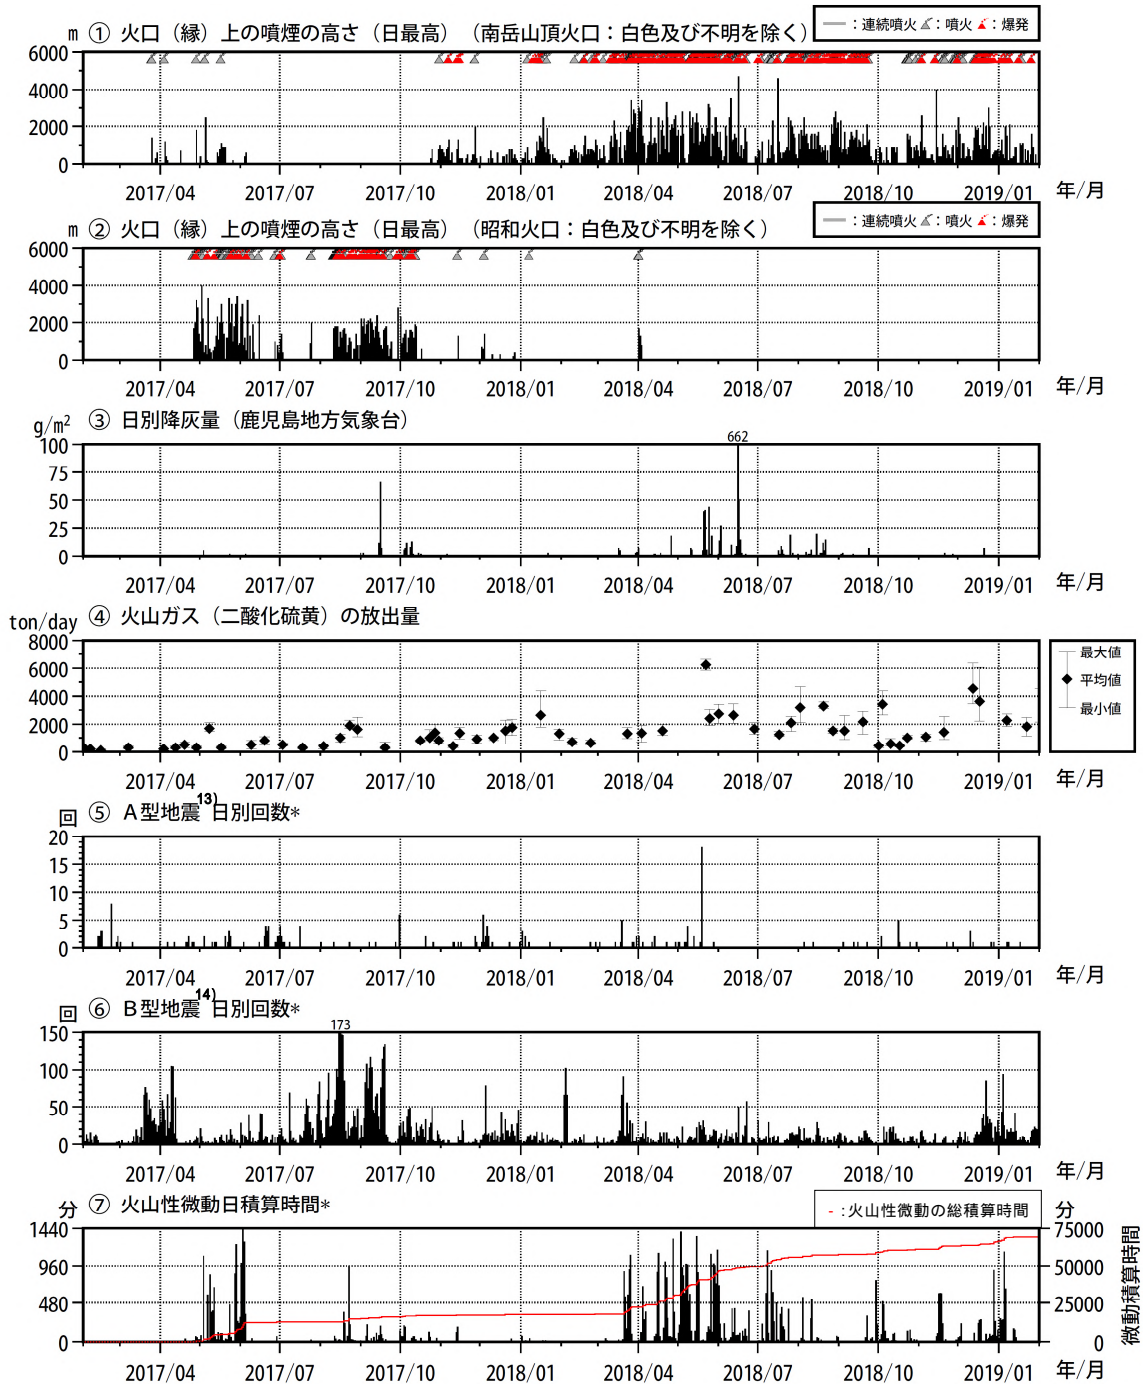 m ① 火口（縁）上の噴煙の高さ（日最高）（南岳山頂火口：白色及び不明を除く）
：連続噴火 ：噴火 ：爆発
6000
4000
2000
0
2017/04 2017/07 2017/10 2018/01 2018/04 2018/07 2018/10 2019/01 年/月
m ② 火口（縁）上の噴煙の高さ（日最高）（昭和火口：白色及び不明を除く）
：連続噴火 ：噴火 ：爆発
6000
4000
2000
0
2017/04 2017/07 2017/10 2018/01 2018/04 2018/07 2018/10 2019/01 年/月
g/m² ③ 日別降灰量（鹿児島地方気象台）
662
100
75
50
25
0
2017/04 2017/07 2017/10 2018/01 2018/04 2018/07 2018/10 2019/01 年/月
ton/day ④ 火山ガス（二酸化硫黄）の放出量
8000
6000
4000
2000
0
最大値
平均値
最小値
2017/04 2017/07 2017/10 2018/01 2018/04 2018/07 2018/10 2019/01 年/月
回 ⑤ A型地震13)日別回数*
20
15
10
5
0
2017/04 2017/07 2017/10 2018/01 2018/04 2018/07 2018/10 2019/01 年/月
回 ⑥ B型地震14)日別回数*
173
150
100
50
0
2017/04 2017/07 2017/10 2018/01 2018/04 2018/07 2018/10 2019/01 年/月
分 ⑦ 火山性微動日積算時間*
- :火山性微動の総積算時間 分
1440 75000
960 50000
480 25000
0 0
微動積算時間
2017/04 2017/07 2017/10 2018/01 2018/04 2018/07 2018/10 2019/01 年/月